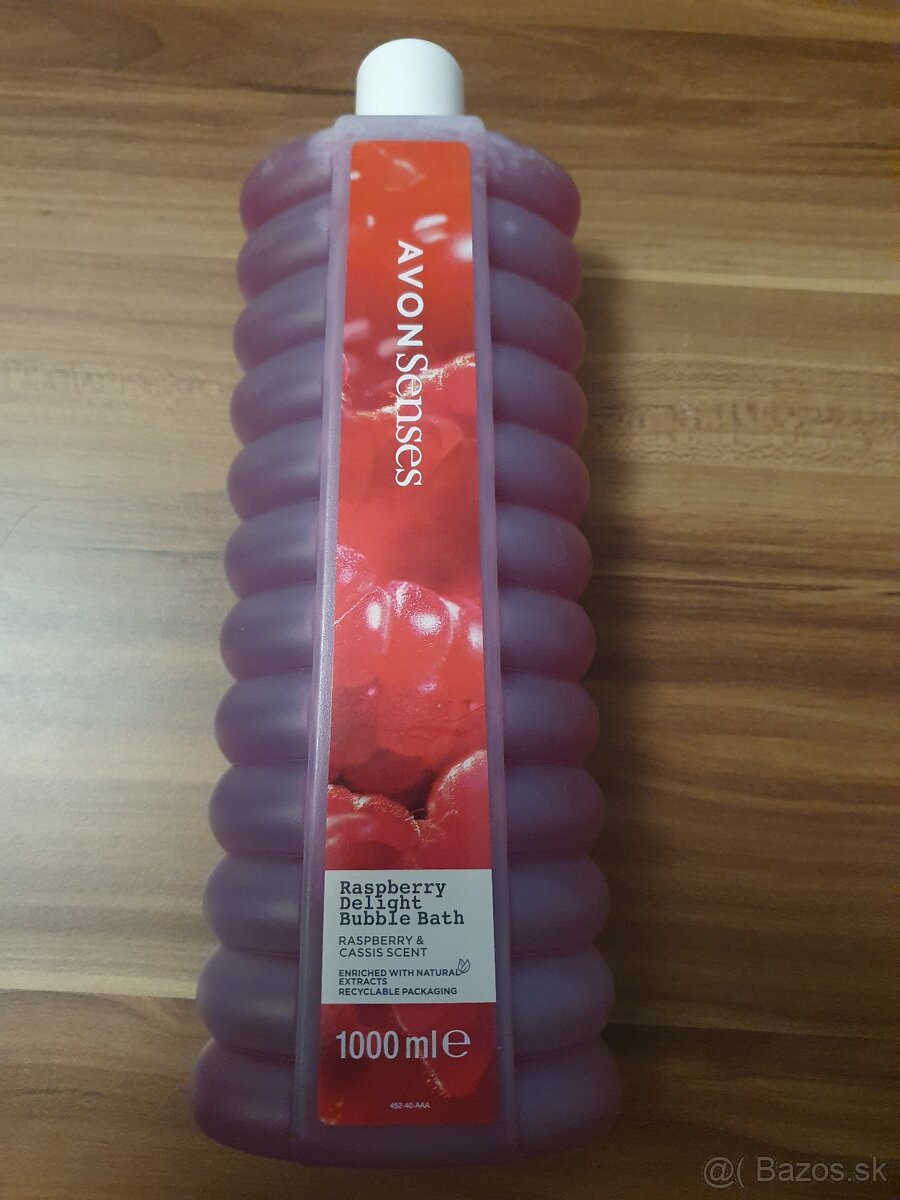 AVON Senses
Raspberry
Delight
Bubble Bath
RASPBERRY &
CASSIS SCENT
ENRICHED WITH NATURAL
EXTRACTS
RECYCLABLE PACKAGING
1000 ml e
452-40-AAA
@( Bazos.sk